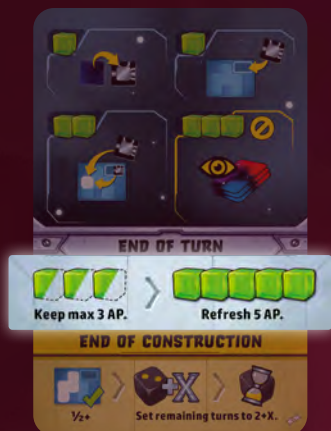 END OF TURN
Keep max 3 AP.
Refresh 5 AP.
END OF CONSTRUCTION
X
½+
Set remaining turns to 2+X.